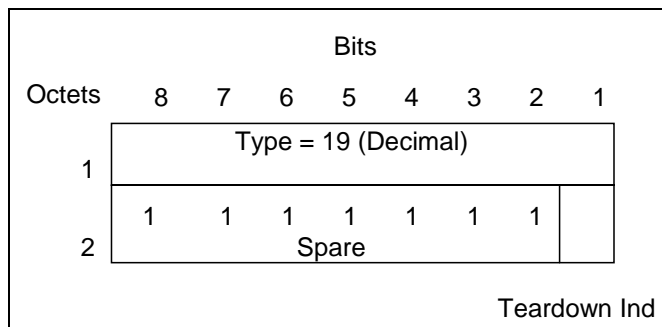 Bits
Octets 8 7 6 5 4 3 2 1
Type = 19 (Decimal)
1
1 1 1 1 1 1 1
2 Spare
Teardown Ind